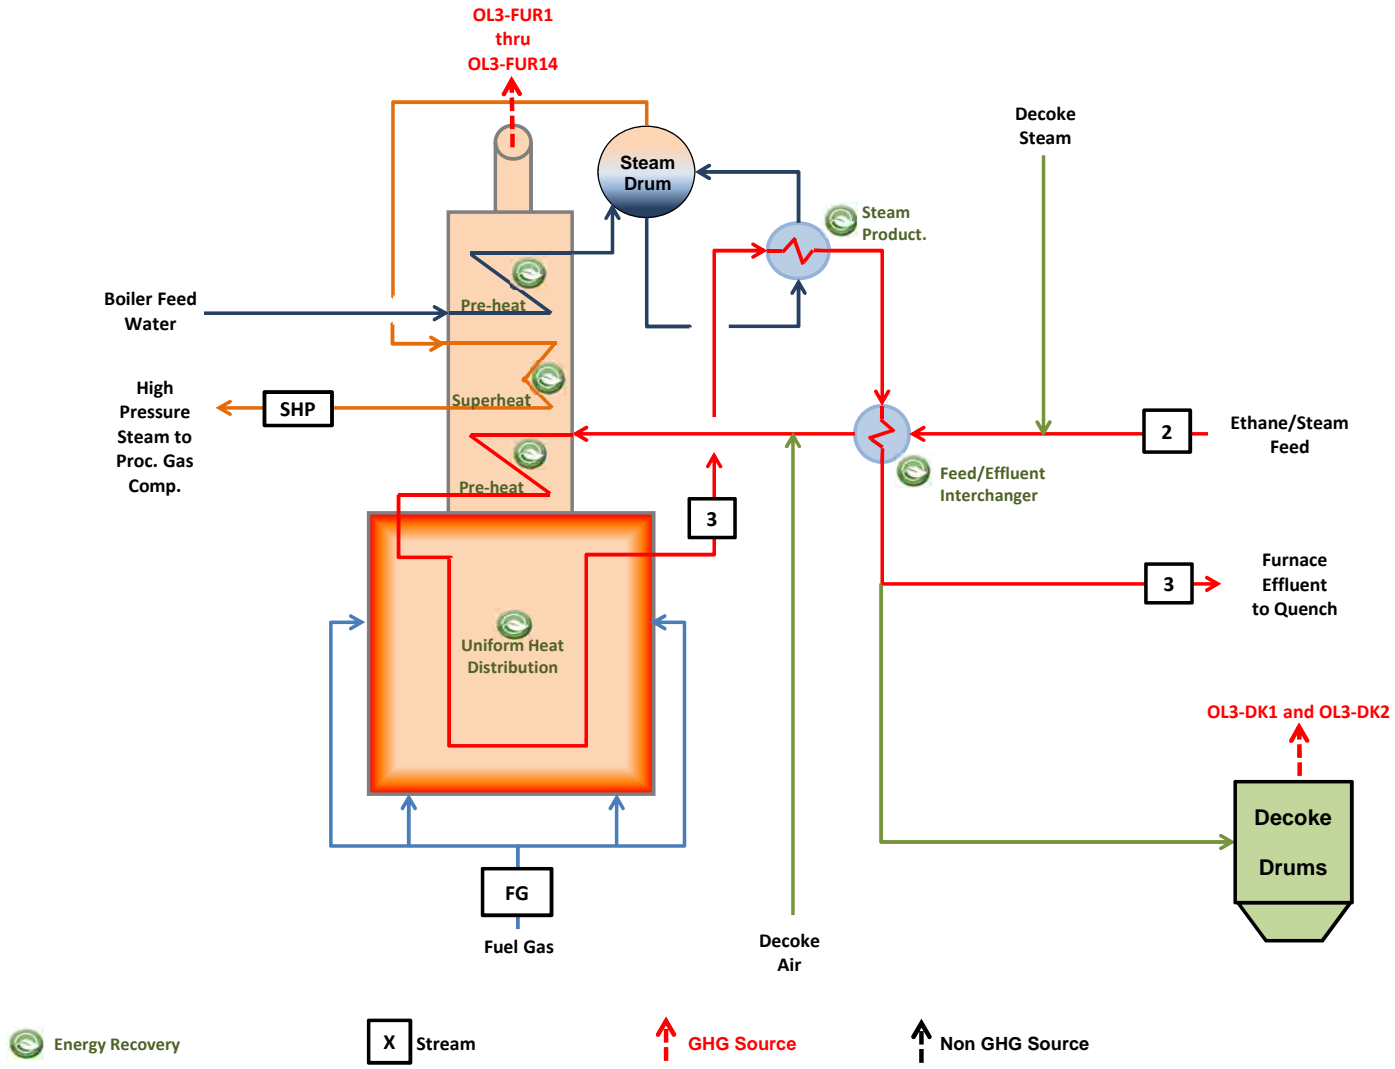 OL3-FUR1
thru
OL3-FUR14
Decoke
Steam
Steam
Drum
Steam
Product.
Pre-heat
Boiler Feed
Water
High
Pressure
Steam to
Proc. Gas
Comp.
SHP
Superheat
2
Ethane/Steam
Feed
Pre-heat
Feed/Effluent
Interchanger
3
3
Furnace
Effluent
to Quench
Uniform Heat
Distribution
OL3-DK1 and OL3-DK2
Decoke
Drums
FG
Fuel Gas
Decoke
Air
Energy Recovery
X
Stream
GHG Source
Non GHG Source